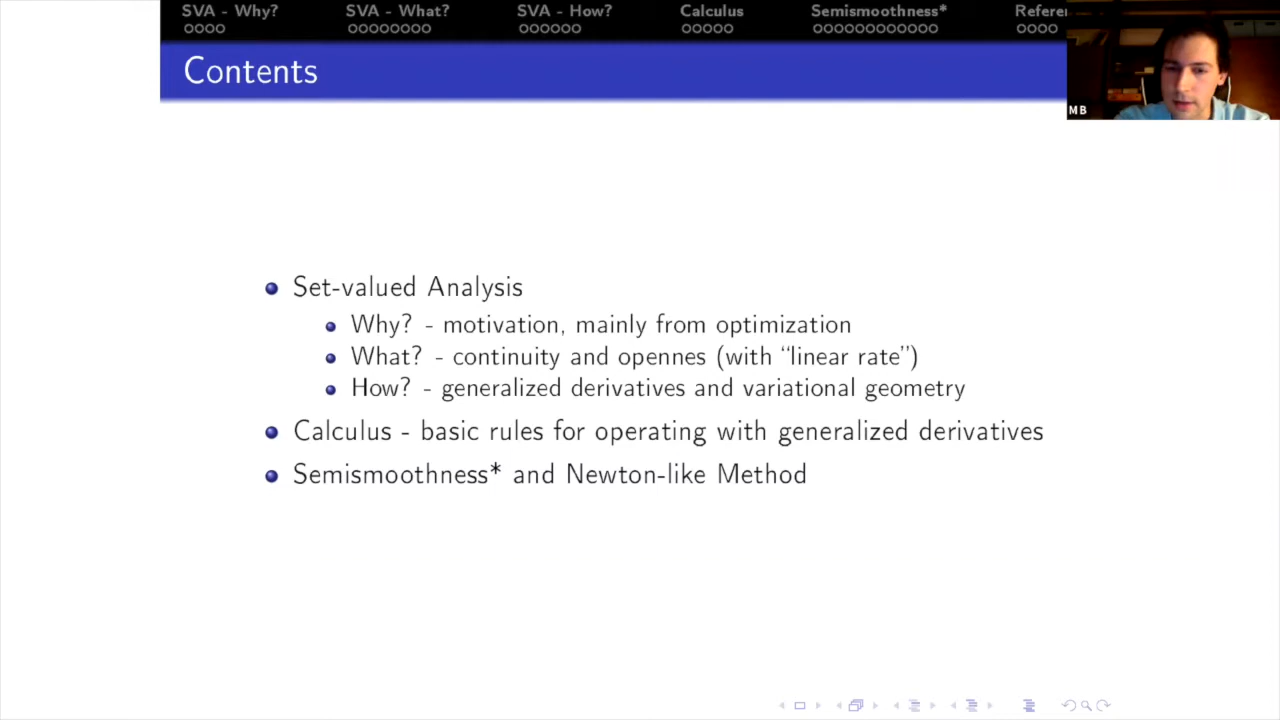 SVA - Why? SVA - What? SVA - How? Calculus Semismoothness*
Contents
MB
Set-valued Analysis
Why? - motivation, mainly from optimization
What? - continuity and opennes (with “linear rate”)
How? - generalized derivatives and variational geometry
Calculus - basic rules for operating with generalized derivatives
Semismoothness* and Newton-like Method